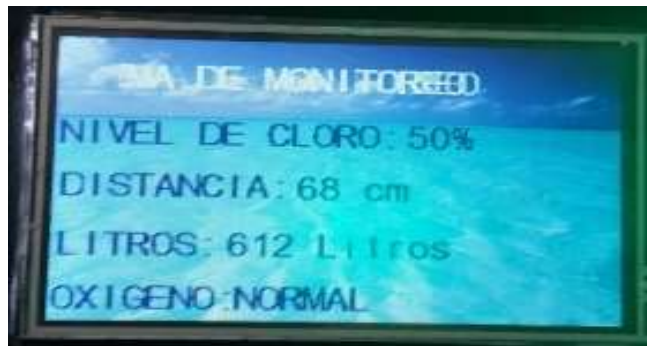 DE
NIVEL DE CLORO:50%
DISTANCIA:68 cm
LITROS:612 Litros
OXIGENO:NORMAL